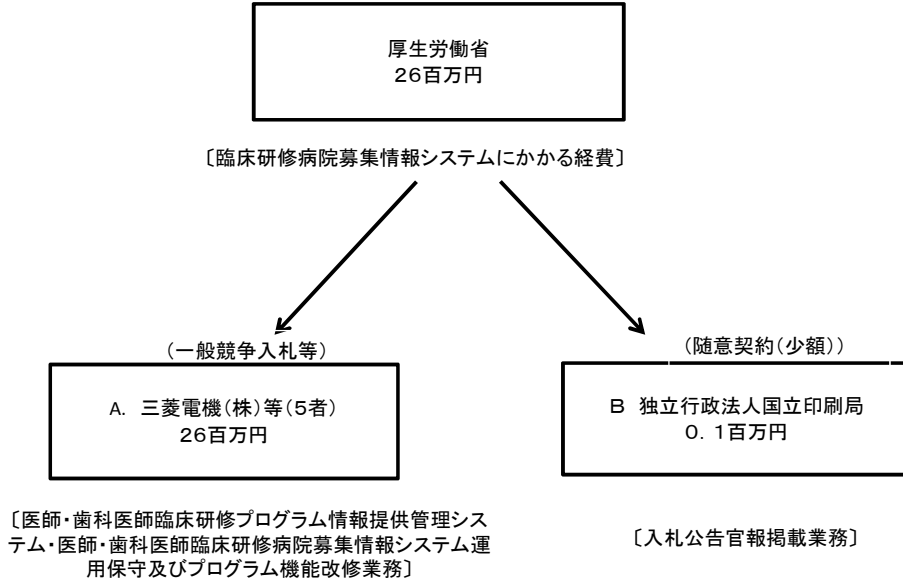 厚生労働省
26百万円
〔臨床研修病院募集情報システムにかかる経費〕
（一般競争入札等）
A. 三菱電機（株）等（5者）
26百万円
〔医師・歯科医師臨床研修プログラム情報提供管理シス
テム・医師・歯科医師臨床研修病院募集情報システム運
用保守及びプログラム機能改修業務〕
（随意契約（少額））
B 独立行政法人国立印刷局
0．1百万円
〔入札公告官報掲載業務〕